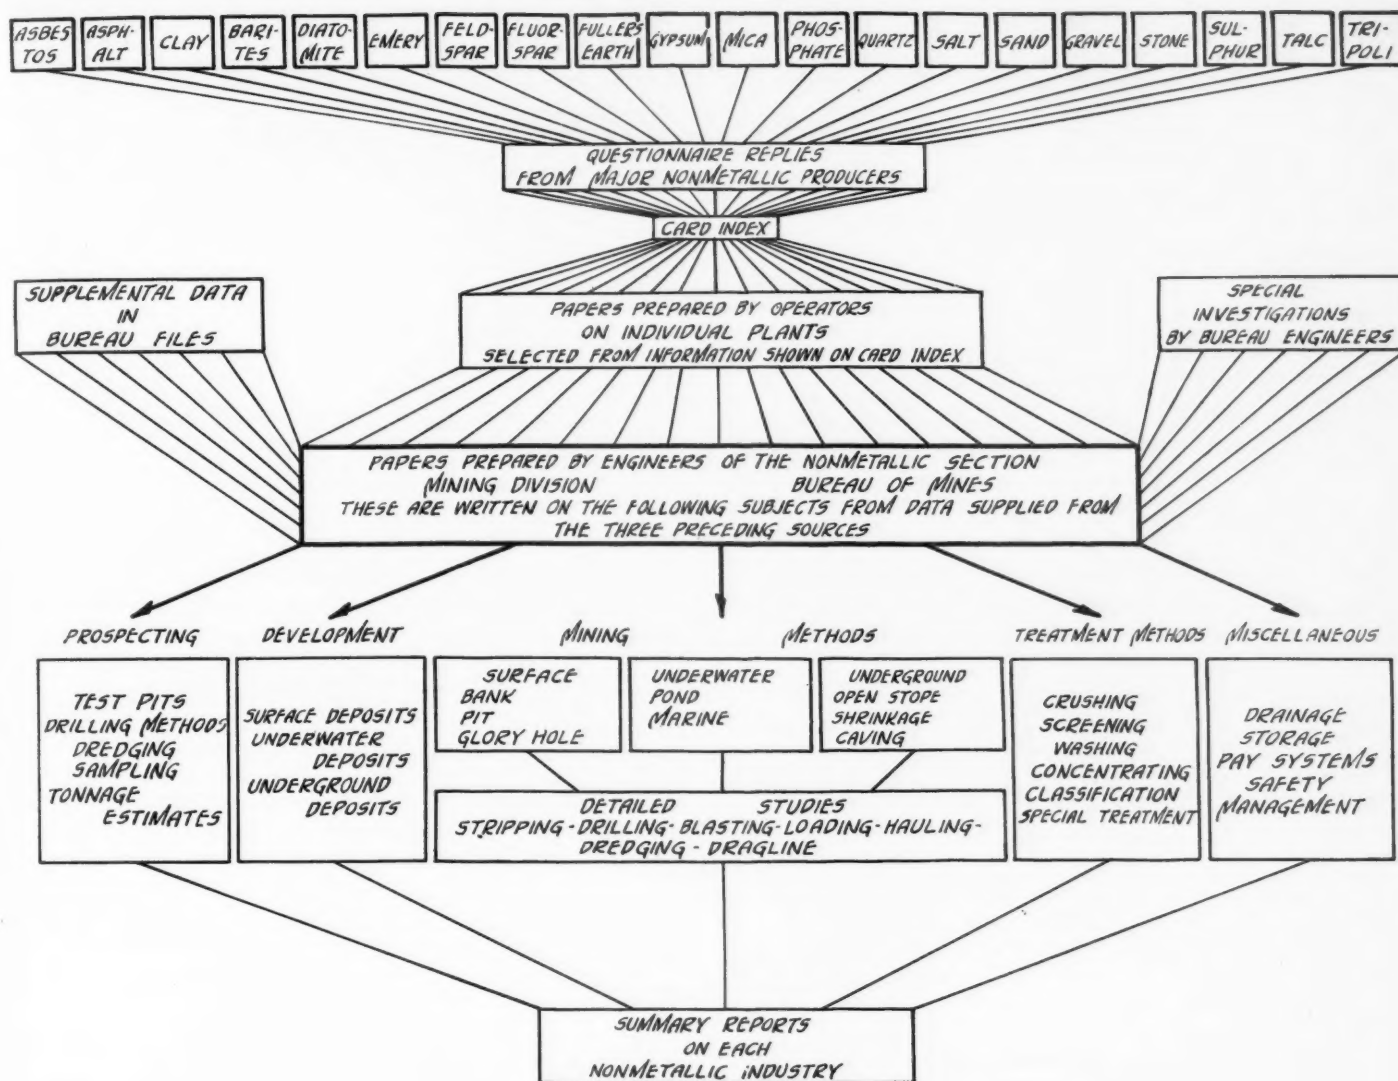 ASBES
TOS
ASPH-
ALT
CLAY
BARI-
TES
DIATO-
MITE
EMERY
FELD-
SPAR
FLUOR-
SPAR
FULLERS
EARTH
GYPSUM
MICA
PHOS-
PHATE
QUARTZ
SALT
SAND
GRAVEL
STONE
SUL-
PHUR
TALC
TRI-
POLI
QUESTIONNAIRE REPLIES
FROM MAJOR NONMETALLIC PRODUCERS
CARD INDEX
SUPPLEMENTAL DATA
IN
BUREAU FILES
PAPERS PREPARED BY OPERATORS
ON INDIVIDUAL PLANTS
SELECTED FROM INFORMATION SHOWN ON CARD INDEX
SPECIAL
INVESTIGATIONS
BY BUREAU ENGINEERS
PAPERS PREPARED BY ENGINEERS OF THE NONMETALLIC SECTION
MINING DIVISION BUREAU OF MINES
THESE ARE WRITTEN ON THE FOLLOWING SUBJECTS FROM DATA SUPPLIED FROM
THE THREE PRECEDING SOURCES
PROSPECTING
TEST PITS
DRILLING METHODS
DREDGING
SAMPLING
TONNAGE
ESTIMATES
DEVELOPMENT
SURFACE DEPOSITS
UNDERWATER
DEPOSITS
UNDERGROUND
DEPOSITS
MINING METHODS
SURFACE
BANK
PIT
GLORY HOLE
UNDERWATER
POND
MARINE
UNDERGROUND
OPEN STOPE
SHRINKAGE
CAVING
DETAILED STUDIES
STRIPPING-DRILLING-BLASTING-LOADING-HAULING-
DREDGING - DRAGLINE
TREATMENT METHODS
CRUSHING
SCREENING
WASHING
CONCENTRATING
CLASSIFICATION
SPECIAL TREATMENT
MISCELLANEOUS
DRAINAGE
STORAGE
PAY SYSTEMS
SAFETY
MANAGEMENT
SUMMARY REPORTS
ON EACH
NONMETALLIC INDUSTRY